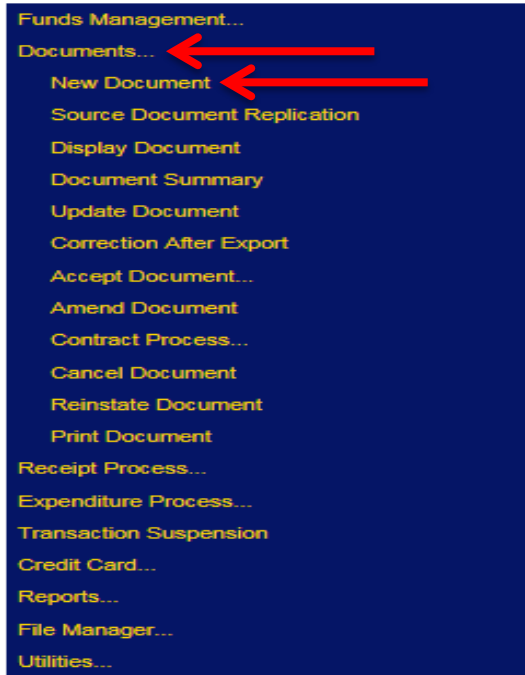 Funds Management...
Documents...
New Document
Source Document Replication
Display Document
Document Summary
Update Document
Correction After Export
Accept Document...
Amend Document
Contract Process...
Cancel Document
Reinstate Document
Print Document
Receipt Process...
Expenditure Process...
Transaction Suspension
Credit Card...
Reports...
File Manager...
Utilities...